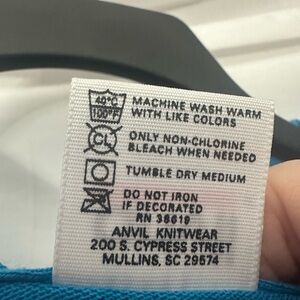 40°C
100°F
MACHINE WASH WARM
WITH LIKE COLORS
CL
ONLY NON-CHLORINE
BLEACH WHEN NEEDED
TUMBLE DRY MEDIUM
DO NOT IRON
IF DECORATED
RN 36619
ANVIL KNITWEAR
200 S. CYPRESS STREET
MULLINS, SC 29574